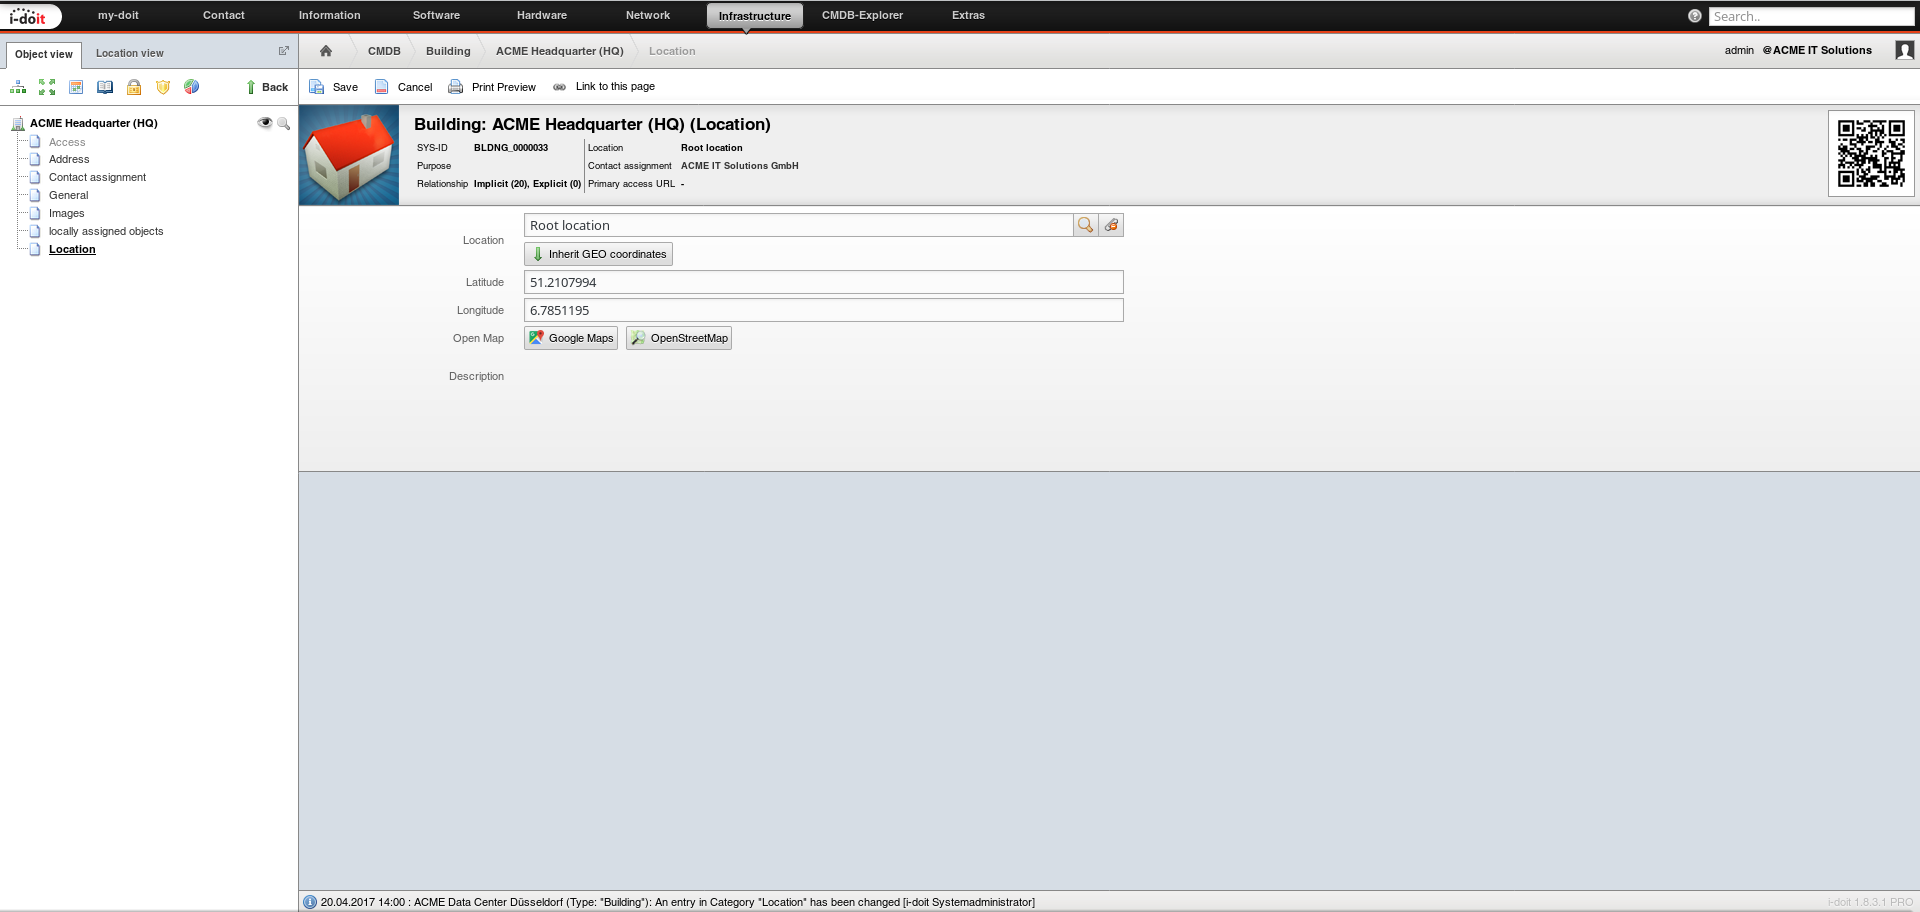 i-doit my-doit Contact Information Software Hardware Network Infrastructure CMDB-Explorer Extras Search..
Object view Location view
CMDB Building ACME Headquarter (HQ) Location
admin @ACME IT Solutions
Back
Save Cancel Print Preview Link to this page
ACME Headquarter (HQ)
Access
Address
Contact assignment
General
Images
locally assigned objects
Location
Building: ACME Headquarter (HQ) (Location)
SYS-ID BLDNG_0000033 Location Root location
Purpose Contact assignment ACME IT Solutions GmbH
Relationship Implicit (20), Explicit (0) Primary access URL -
Location Root location
Inherit GEO coordinates
Latitude 51.2107994
Longitude 6.7851195
Open Map Google Maps OpenStreetMap
Description
20.04.2017 14:00 : ACME Data Center Düsseldorf (Type: "Building"): An entry in Category "Location" has been changed [i-doit Systemadministrator]
i-doit 1.8.3.1 PRO